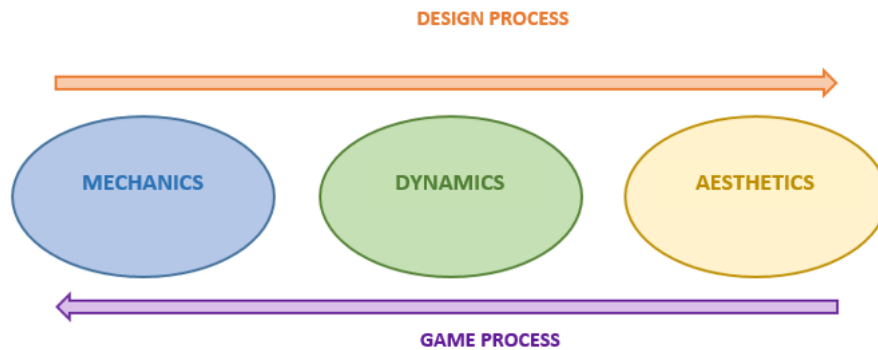 DESIGN PROCESS
MECHANICS
DYNAMICS
AESTHETICS
GAME PROCESS